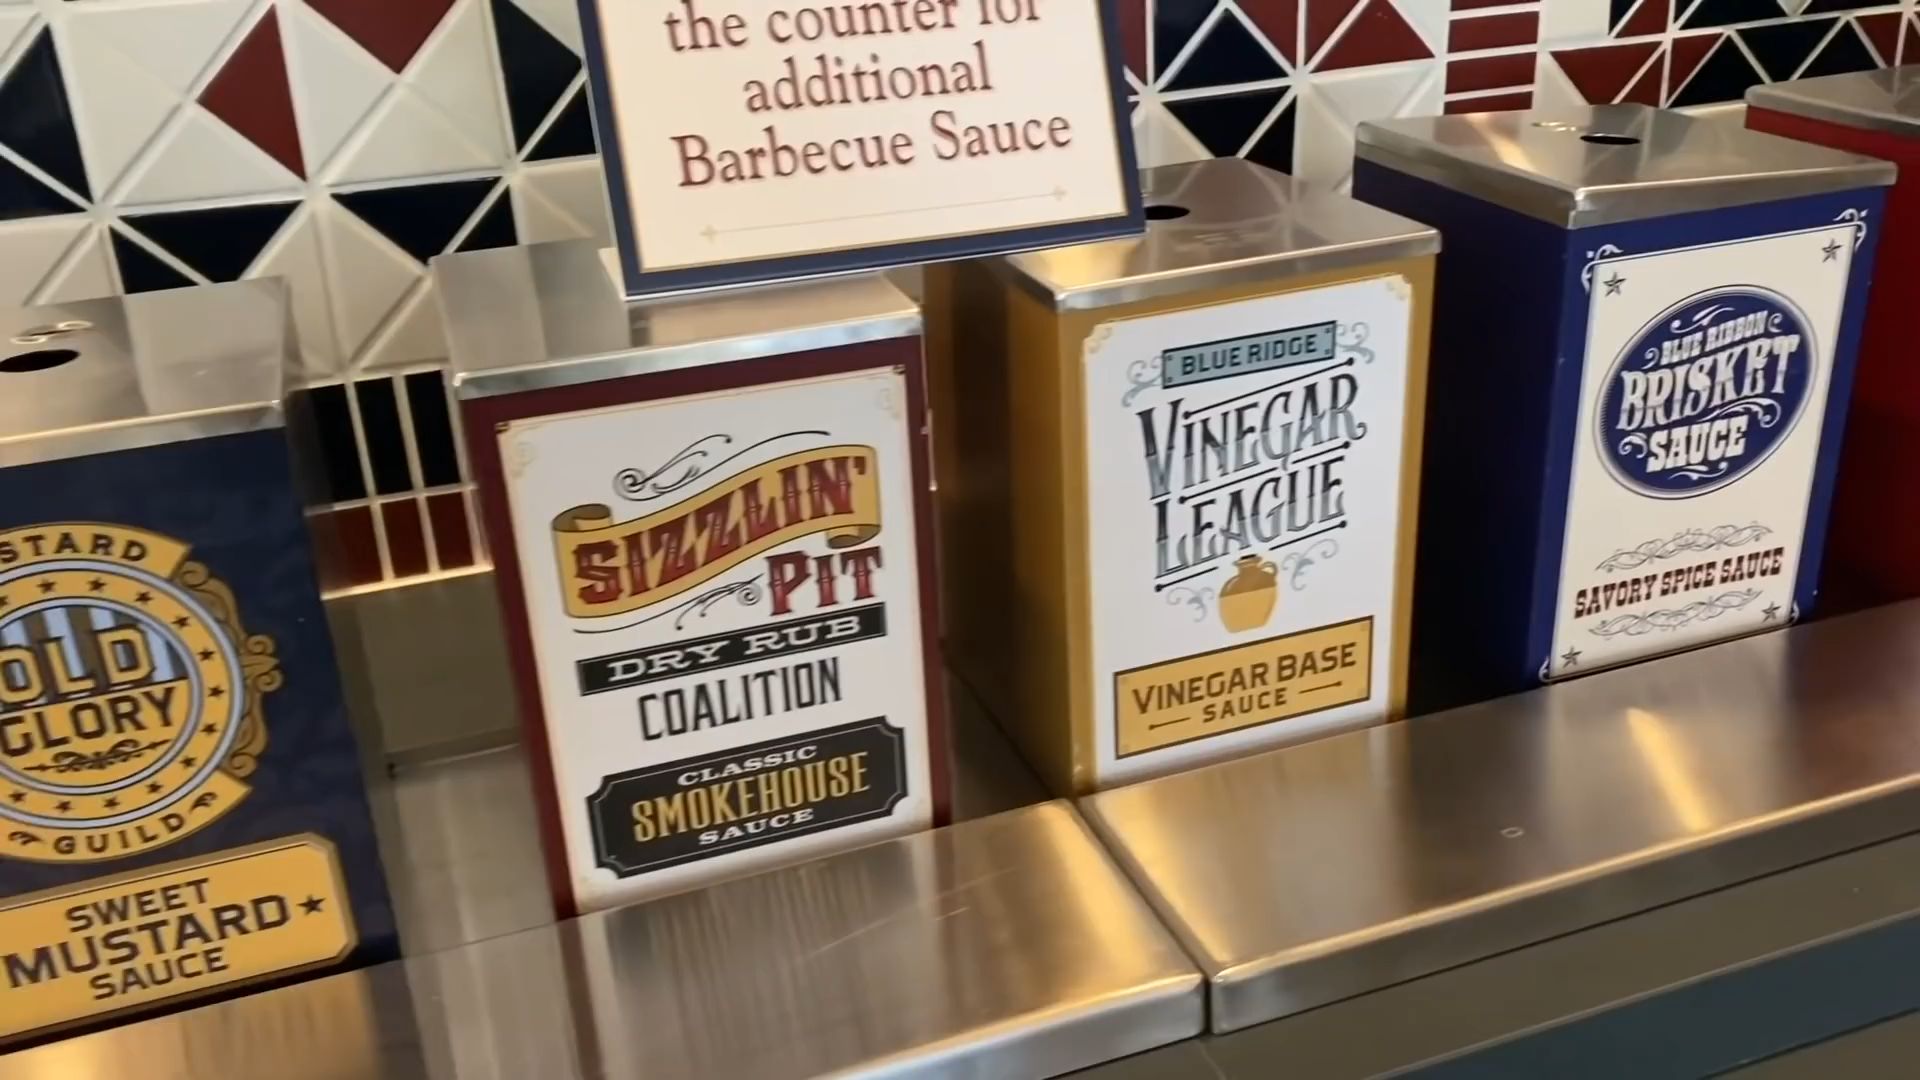 the counter for
additional
Barbecue Sauce
OLD
GLORY
GUILD
SWEET
MUSTARD
SAUCE
SIZZLIN'
PIT
DRY RUB
COALITION
CLASSIC
SMOKEHOUSE
SAUCE
BLUE RIDGE
VINEGAR
LEAGUE
VINEGAR BASE
SAUCE
BLUE RIBBON
BRISKET
SAUCE
SAVORY SPICE SAUCE